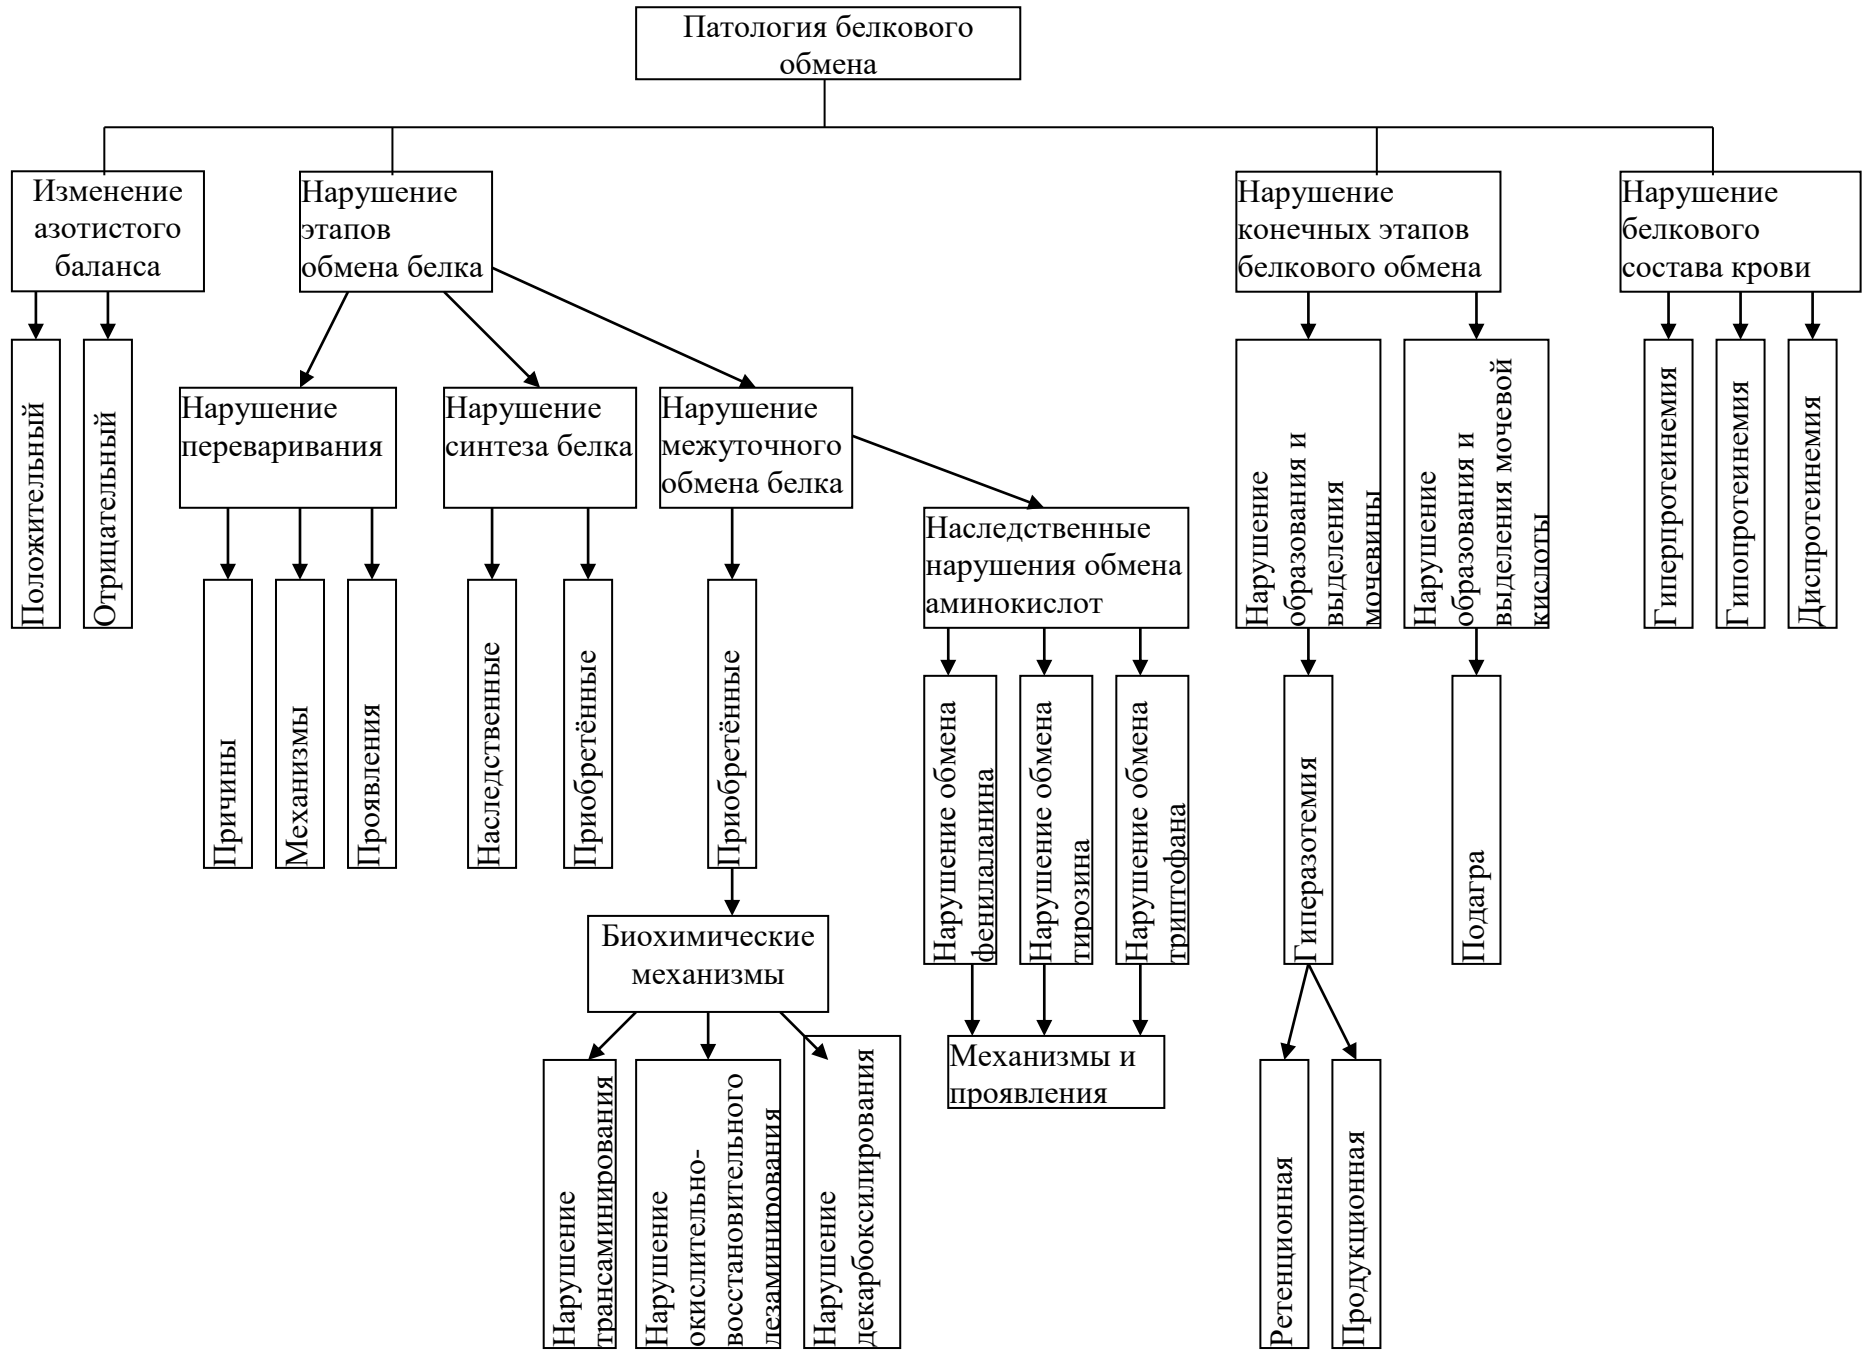 Патология белкового
обмена
Изменение
азотистого
баланса
Нарушение
этапов
обмена белка
Нарушение
конечных этапов
белкового обмена
Нарушение
белкового
состава крови
Положительный
Отрицательный
Нарушение
переваривания
Нарушение
синтеза белка
Нарушение
межуточного
обмена белка
Наследственные
нарушения обмена
аминокислот
Нарушение
образования и
выделения
мочевины
Нарушение
образования и
выделения мочевой
кислоты
Гиперпротеинемия
Гипопротеинемия
Диспротеинемия
Причины
Механизмы
Проявления
Наследственные
Приобретённые
Приобретённые
Нарушение обмена
фенилаланина
Нарушение обмена
тирозина
Нарушение обмена
триптофана
Гиперазотемия
Подагра
Биохимические
механизмы
Механизмы и
проявления
Нарушение
трансаминирования
Нарушение
окислительно-
восстановительного
дезаминирования
Нарушение
декарбоксилирования
Ретенционная
Продукционная